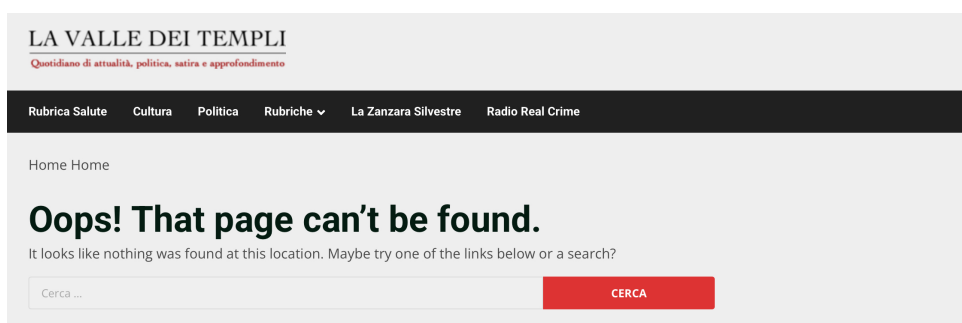 LA VALLE DEI TEMPLI
Quotidiano di attualità, politica, satira e approfondimento
Rubrica Salute Cultura Politica Rubriche La Zanzara Silvestre Radio Real Crime
Home Home
Oops! That page can’t be found.
It looks like nothing was found at this location. Maybe try one of the links below or a search?
Cerca ... CERCA